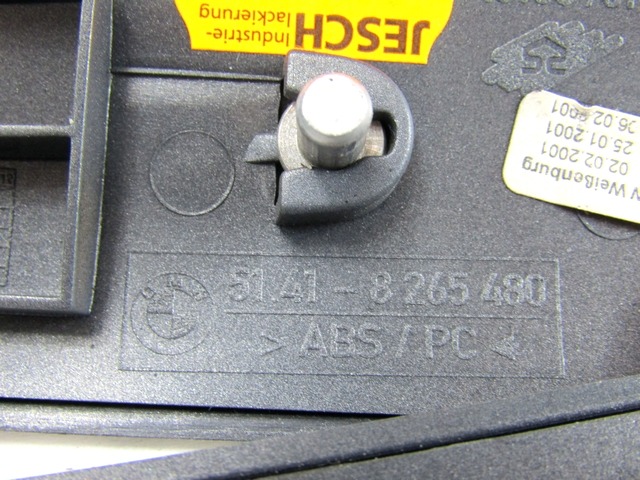 JESCH
Industrie-
lackierung
Weißenburg
02.02.2001
25.01.2001
06.02.2001
51.41 - 8 265 480
> ABS / PC <